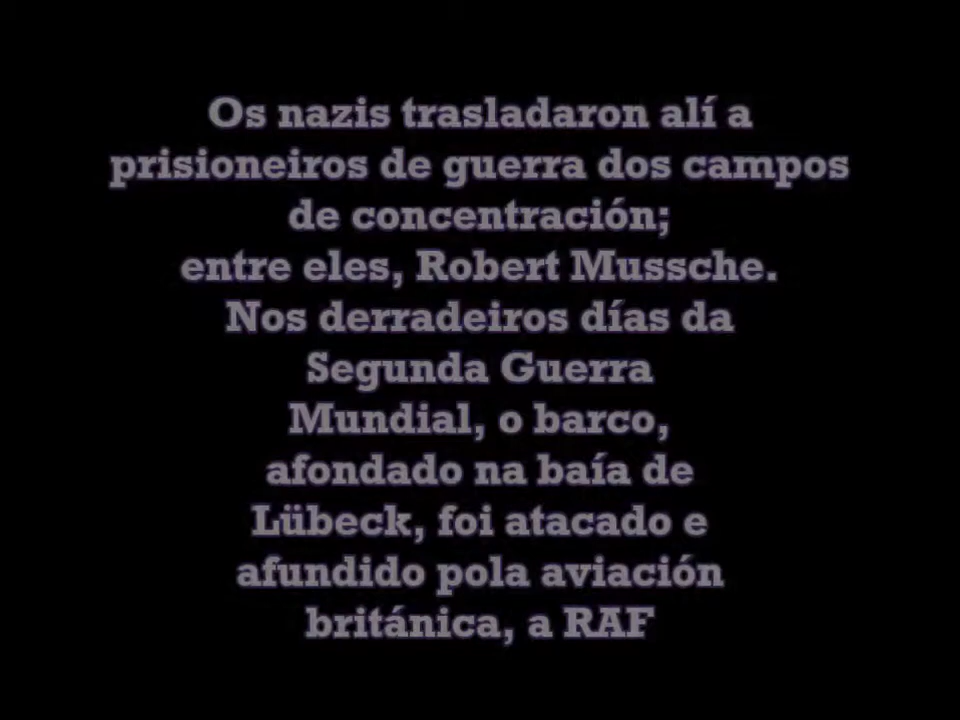 Os nazis trasladaron alí a
prisioneiros de guerra dos campos
de concentración;
entre eles, Robert Mussche.
Nos derradeiros días da
Segunda Guerra
Mundial, o barco,
afondado na baía de
Lübeck, foi atacado e
afundido pola aviación
británica, a RAF